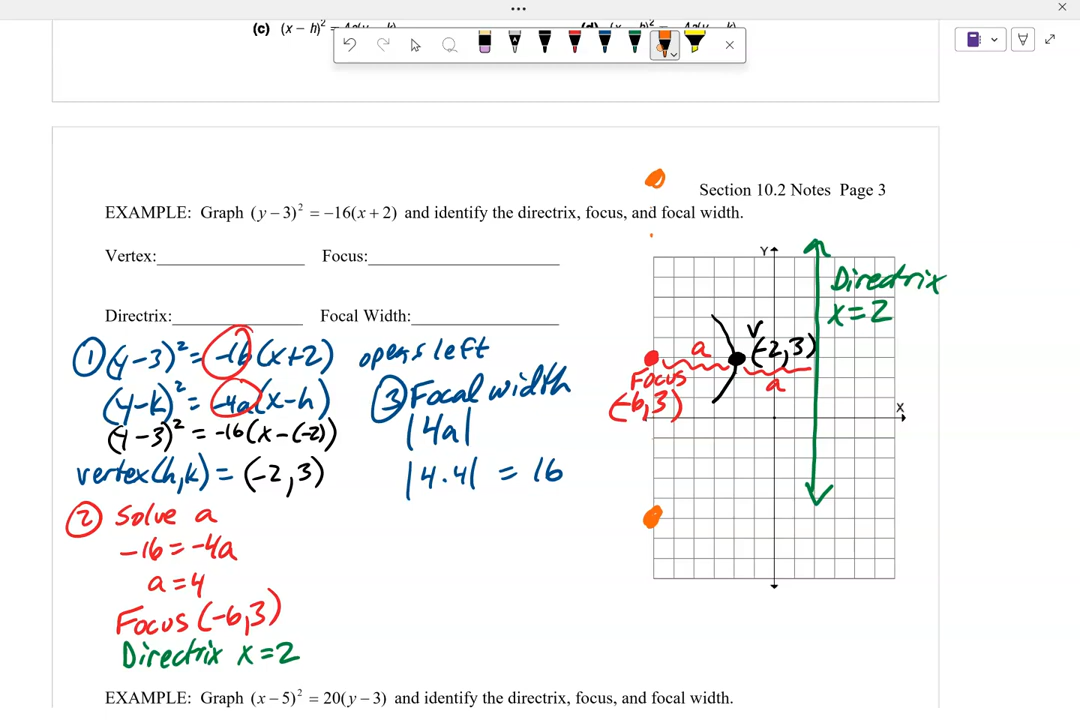 (c) (x − h)²
Section 10.2 Notes Page 3
EXAMPLE: Graph (y − 3)² = −16(x + 2) and identify the directrix, focus, and focal width.
Vertex:________________ Focus:____________________
Directrix:______________ Focal Width:________________
① (y−3)² = −16(x+2) opens left
(y−k)² = −4a(x−h)
(y−3)² = −16(x−(−2))
vertex(h,k) = (−2,3)
② Solve a
−16 = −4a
a = 4
Focus (−6,3)
Directrix x=2
③ Focal width
|4a|
|4·4| = 16
Y
Directrix
x=2
V
(−2,3)
a
a
Focus
(−6,3)
X
EXAMPLE: Graph (x − 5)² = 20(y − 3) and identify the directrix, focus, and focal width.